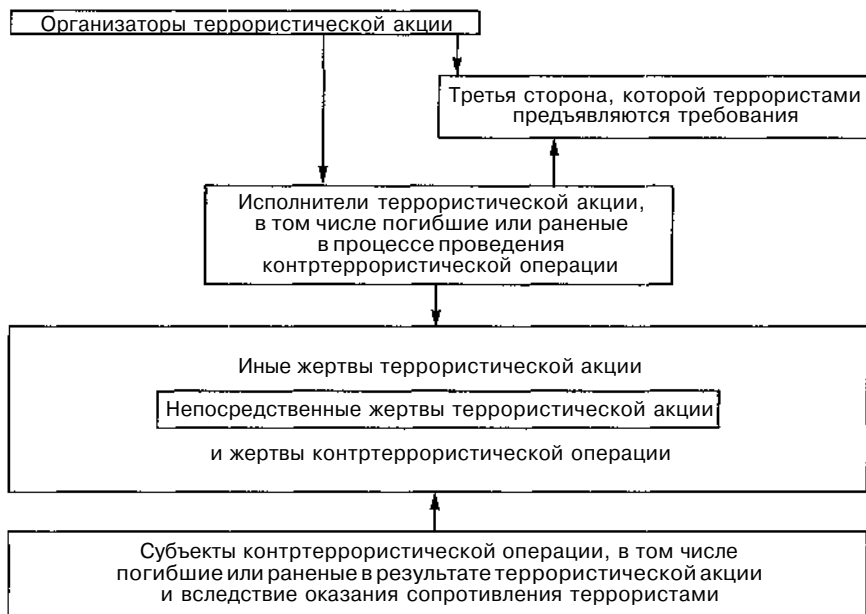 Организаторы террористической акции
Третья сторона, которой террористами
предъявляются требования
Исполнители террористической акции,
в том числе погибшие или раненые
в процессе проведения
контртеррористической операции
Иные жертвы террористической акции
Непосредственные жертвы террористической акции
и жертвы контртеррористической операции
Субъекты контртеррористической операции, в том числе
погибшие или раненые в результате террористической акции
и вследствие оказания сопротивления террористами